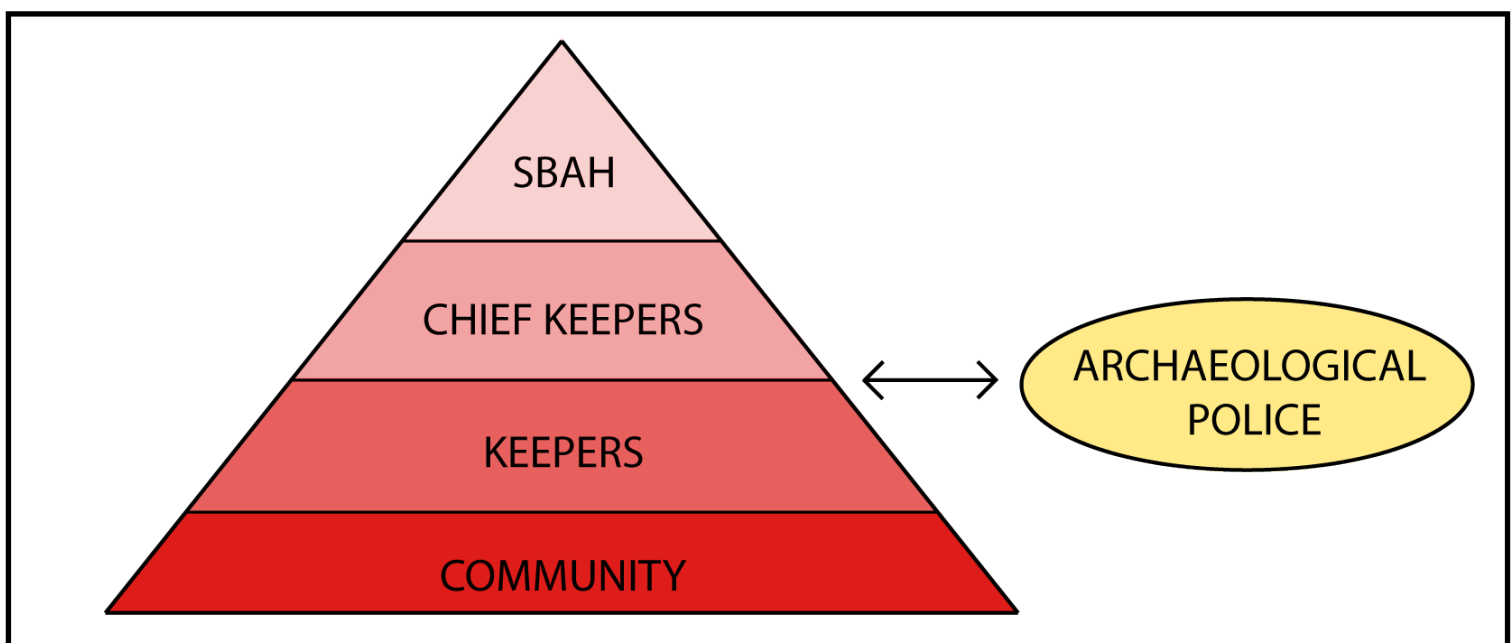 SBAH
CHIEF KEEPERS
ARCHAEOLOGICAL
POLICE
KEEPERS
COMMUNITY